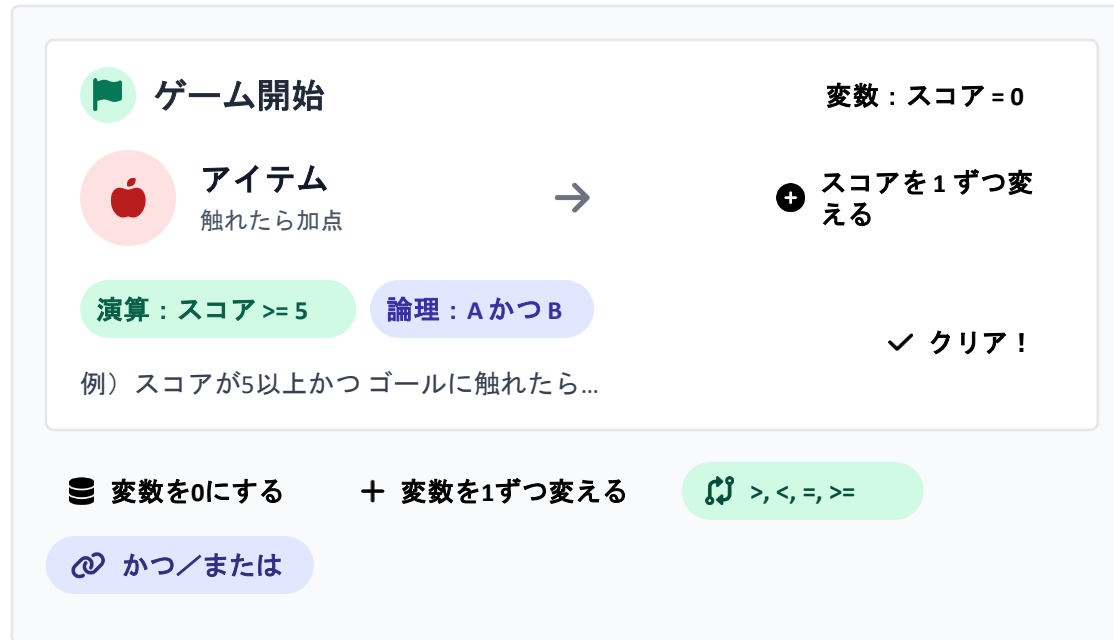 ゲーム開始
変数：スコア = 0
アイテム
触れたら加点
スコアを 1 ずつ変
える
演算：スコア >= 5
論理：A かつ B
クリア！
例）スコアが5以上かつ ゴールに触れたら...
変数を0にする
変数を1ずつ変える
>, <, =, >=
かつ／または